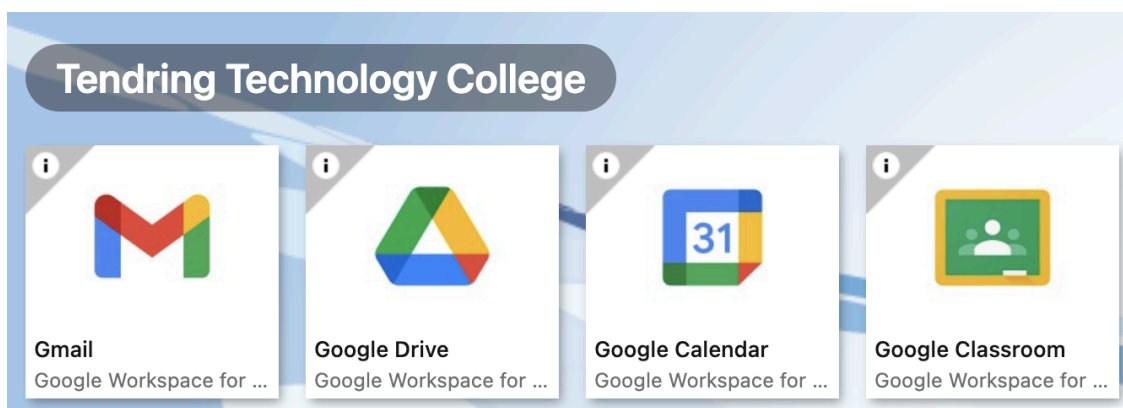 Tendring Technology College
i
i
i
i
31
Gmail
Google Drive
Google Calendar
Google Classroom
Google Workspace for ...
Google Workspace for ...
Google Workspace for ...
Google Workspace for ...